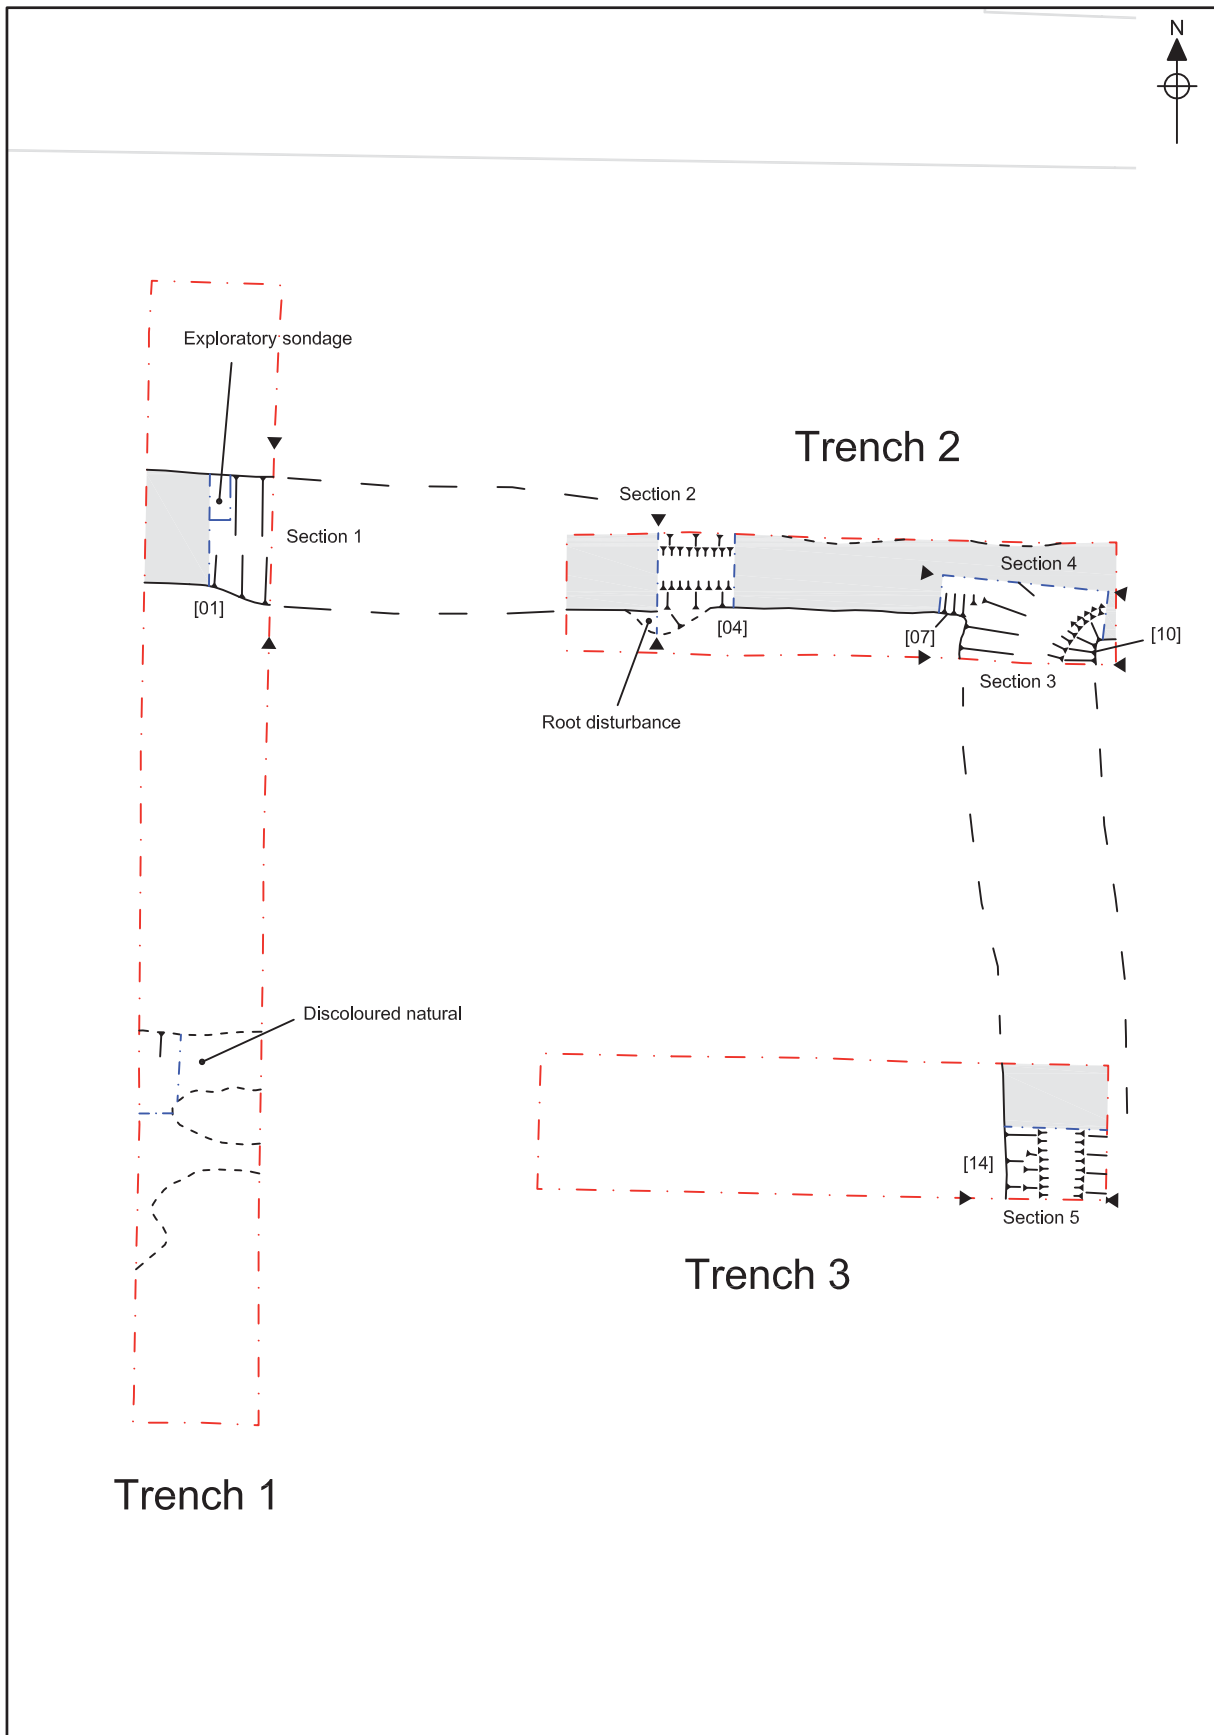 N
Exploratory sondage
Trench 2
Section 2
Section 1
Section 4
[01]
[04]
[07]
[10]
Section 3
Root disturbance
Discoloured natural
[14]
Section 5
Trench 3
Trench 1